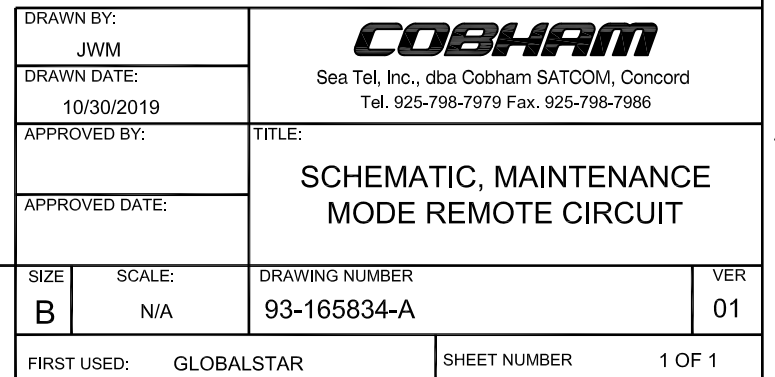 DRAWN BY:
JWM
COBHAM
DRAWN DATE:
10/30/2019
Sea Tel, Inc., dba Cobham SATCOM, Concord
Tel. 925-798-7979 Fax. 925-798-7986
APPROVED BY:
TITLE:
SCHEMATIC, MAINTENANCE
MODE REMOTE CIRCUIT
APPROVED DATE:
SIZE SCALE: DRAWING NUMBER VER
B N/A 93-165834-A 01
FIRST USED: GLOBALSTAR SHEET NUMBER 1 OF 1